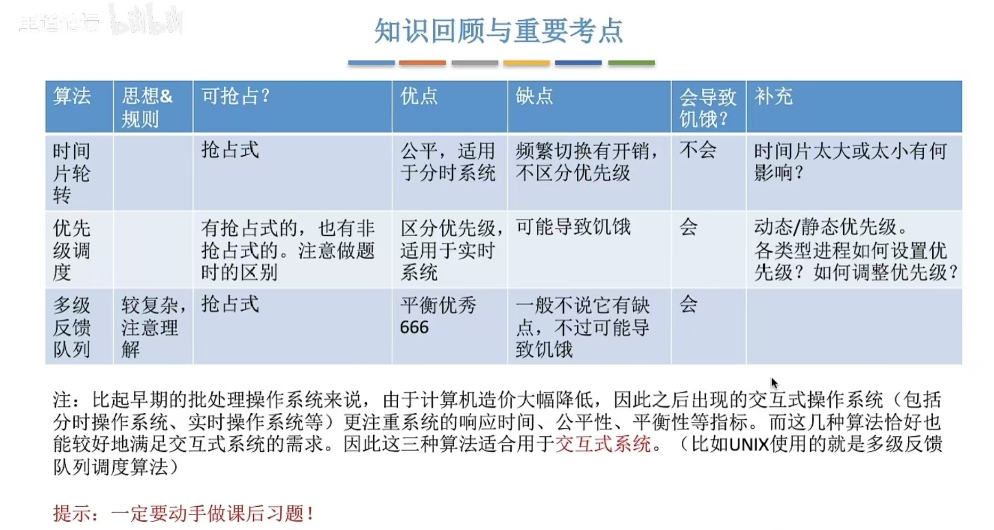 知识回顾与重要考点
算法 思想& 可抢占？ 优点 缺点 会导致 补充
规则 饥饿？
时间 抢占式 公平，适用 频繁切换有开销， 不会 时间片太大或太小有何
片轮 于分时系统 不区分优先级 影响？
转
优先 有抢占式的，也有非 区分优先级， 可能导致饥饿 会 动态/静态优先级。
级调 抢占式的。注意做题 适用于实时 各类型进程如何设置优
度 时的区别 系统 先级？如何调整优先级？
多级 较复杂， 抢占式 平衡优秀 一般不说它有缺 会
反馈 注意理 666 点，不过可能导
队列 解 致饥饿
注：比起早期的批处理操作系统来说，由于计算机造价大幅降低，因此之后出现的交互式操作系统（包括
分时操作系统、实时操作系统等）更注重系统的响应时间、公平性、平衡性等指标。而这几种算法恰好也
能较好地满足交互式系统的需求。因此这三种算法适合用于交互式系统。（比如UNIX使用的就是多级反馈
队列调度算法）
提示：一定要动手做课后习题！